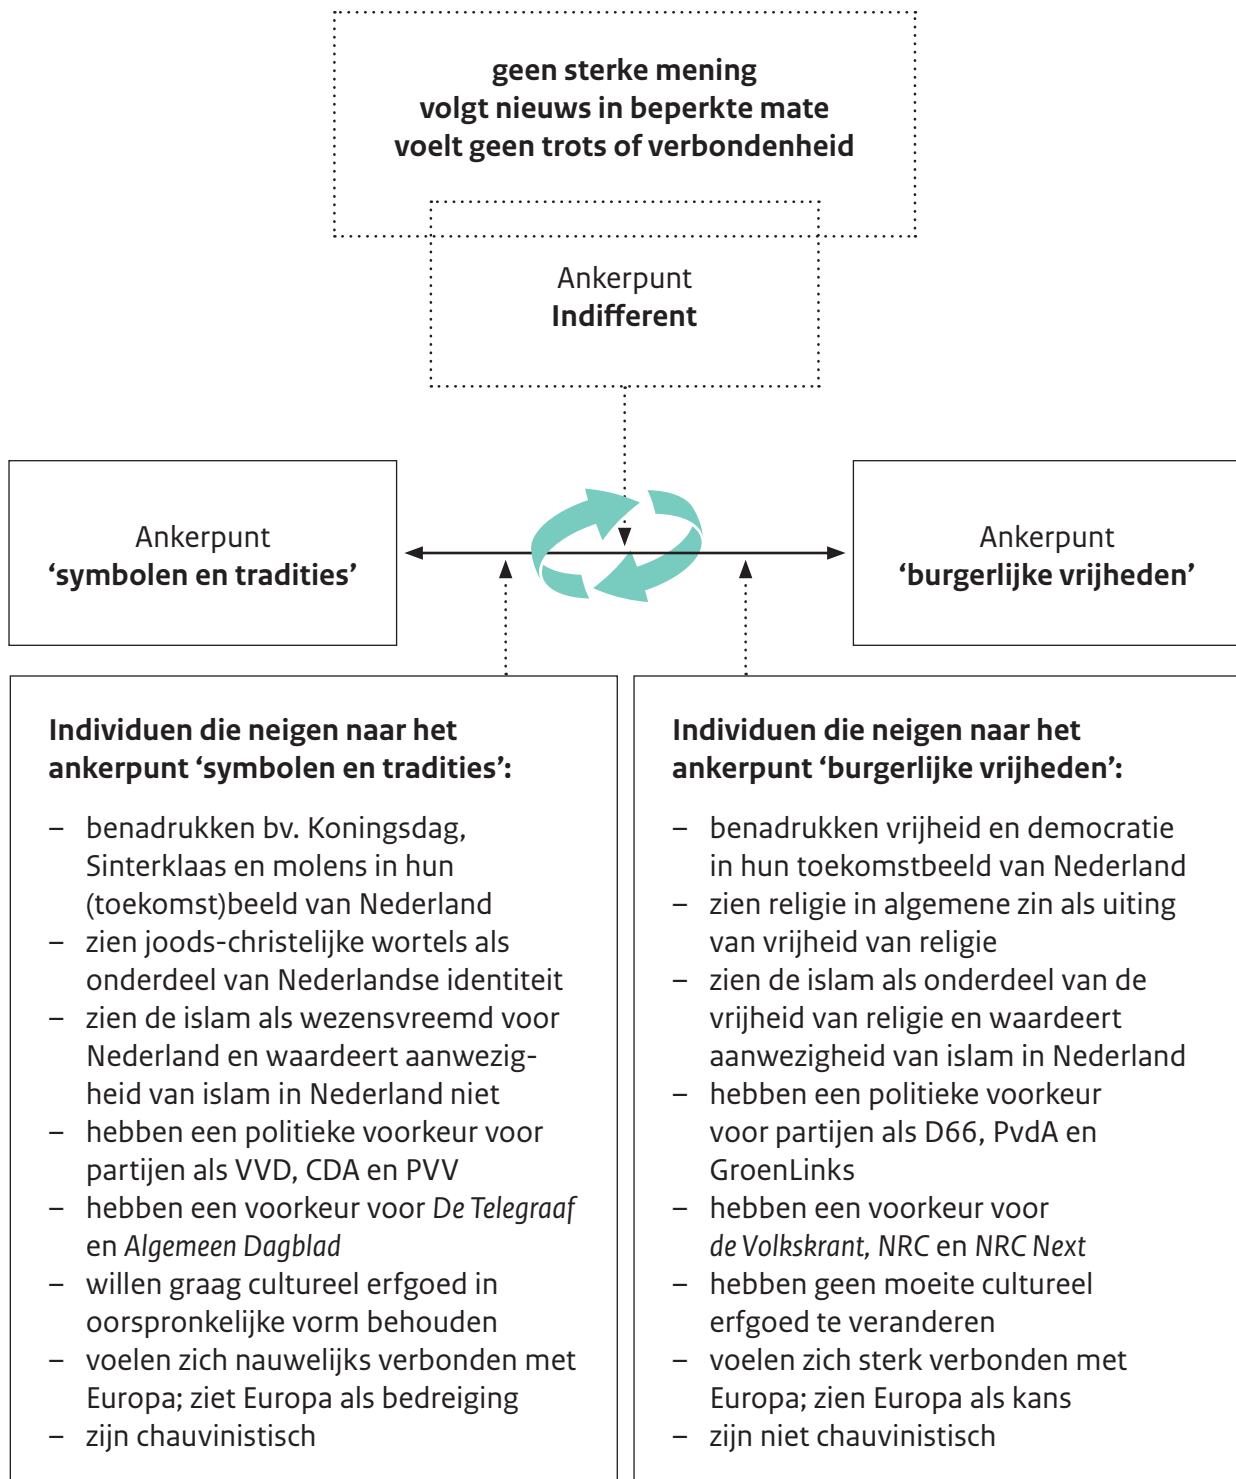 geen sterke mening
volgt nieuws in beperkte mate
voelt geen trots of verbondenheid
Ankerpunt
Indifferent
Ankerpunt
‘symbolen en tradities’
Ankerpunt
‘burgerlijke vrijheden’
Individuen die neigen naar het
ankerpunt ‘symbolen en tradities’:
– benadrukken bv. Koningsdag,
Sinterklaas en molens in hun
(toekomst)beeld van Nederland
– zien joods-christelijke wortels als
onderdeel van Nederlandse identiteit
– zien de islam als wezensvreemd voor
Nederland en waardeert aanwezig-
heid van islam in Nederland niet
– hebben een politieke voorkeur voor
partijen als VVD, CDA en PVV
– hebben een voorkeur voor De Telegraaf
en Algemeen Dagblad
– willen graag cultureel erfgoed in
oorspronkelijke vorm behouden
– voelen zich nauwelijks verbonden met
Europa; ziet Europa als bedreiging
– zijn chauvinistisch
Individuen die neigen naar het
ankerpunt ‘burgerlijke vrijheden’:
– benadrukken vrijheid en democratie
in hun toekomstbeeld van Nederland
– zien religie in algemene zin als uiting
van vrijheid van religie
– zien de islam als onderdeel van de
vrijheid van religie en waardeert
aanwezigheid van islam in Nederland
– hebben een politieke voorkeur
voor partijen als D66, PvdA en
GroenLinks
– hebben een voorkeur voor
de Volkskrant, NRC en NRC Next
– hebben geen moeite cultureel
erfgoed te veranderen
– voelen zich sterk verbonden met
Europa; zien Europa als kans
– zijn niet chauvinistisch